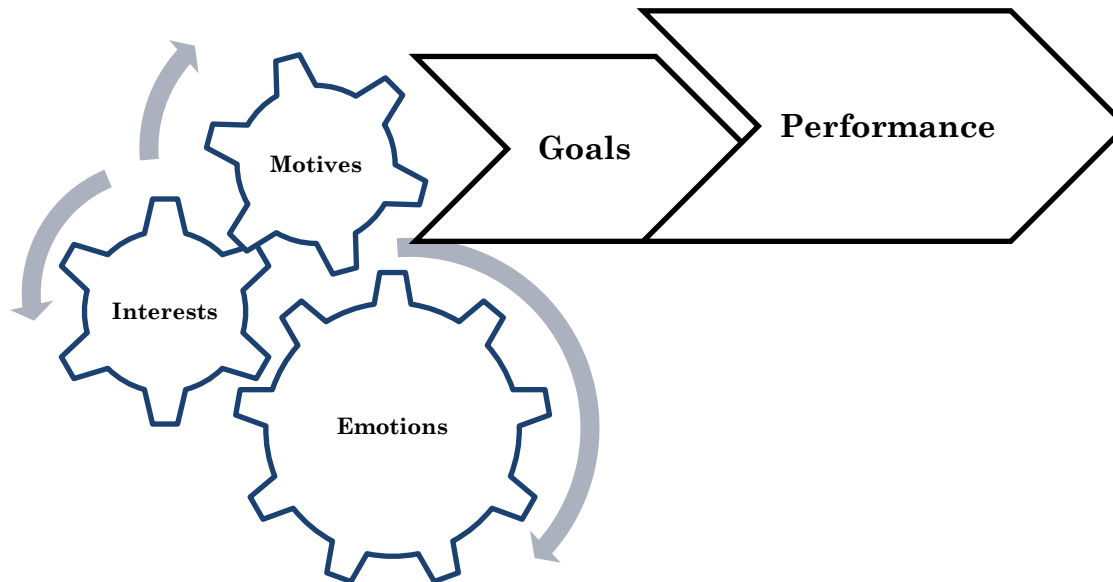 Performance
Goals
Motives
Interests
Emotions